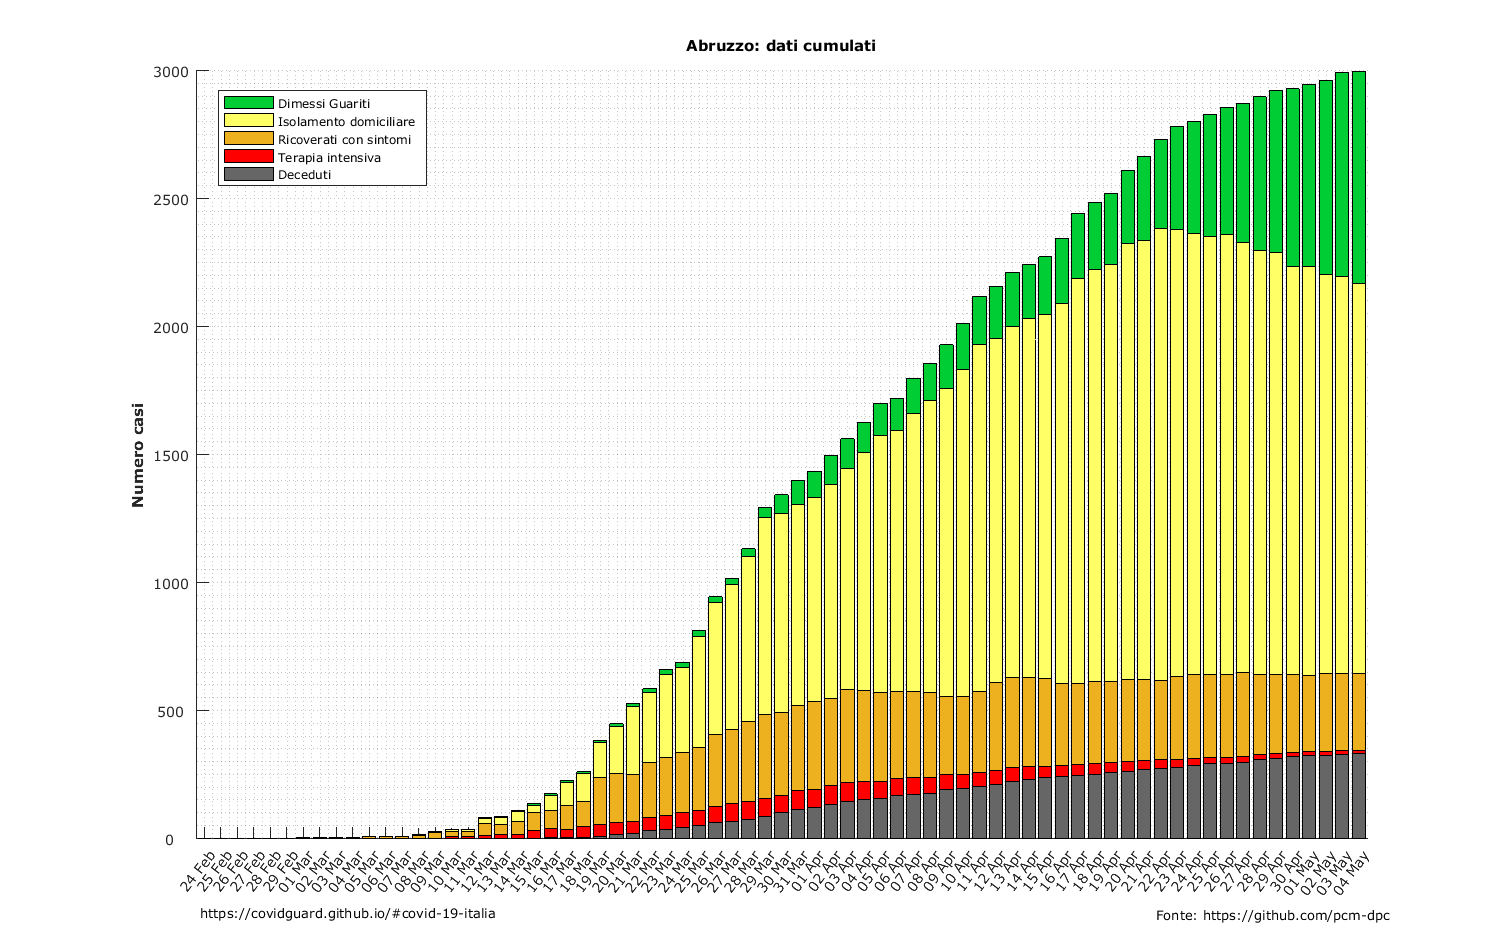 Abruzzo: dati cumulati
3000
2500
2000
1500
1000
500
0
Numero casi
Dimessi Guariti
Isolamento domiciliare
Ricoverati con sintomi
Terapia intensiva
Deceduti
24 Feb
25 Feb
26 Feb
27 Feb
28 Feb
29 Feb
01 Mar
02 Mar
03 Mar
04 Mar
05 Mar
06 Mar
07 Mar
08 Mar
09 Mar
10 Mar
11 Mar
12 Mar
13 Mar
14 Mar
15 Mar
16 Mar
17 Mar
18 Mar
19 Mar
20 Mar
21 Mar
22 Mar
23 Mar
24 Mar
25 Mar
26 Mar
27 Mar
28 Mar
29 Mar
30 Mar
31 Mar
01 Apr
02 Apr
03 Apr
04 Apr
05 Apr
06 Apr
07 Apr
08 Apr
09 Apr
10 Apr
11 Apr
12 Apr
13 Apr
14 Apr
15 Apr
16 Apr
17 Apr
18 Apr
19 Apr
20 Apr
21 Apr
22 Apr
23 Apr
24 Apr
25 Apr
26 Apr
27 Apr
28 Apr
29 Apr
30 Apr
01 May
02 May
03 May
04 May
https://covidguard.github.io/#covid-19-italia
Fonte: https://github.com/pcm-dpc